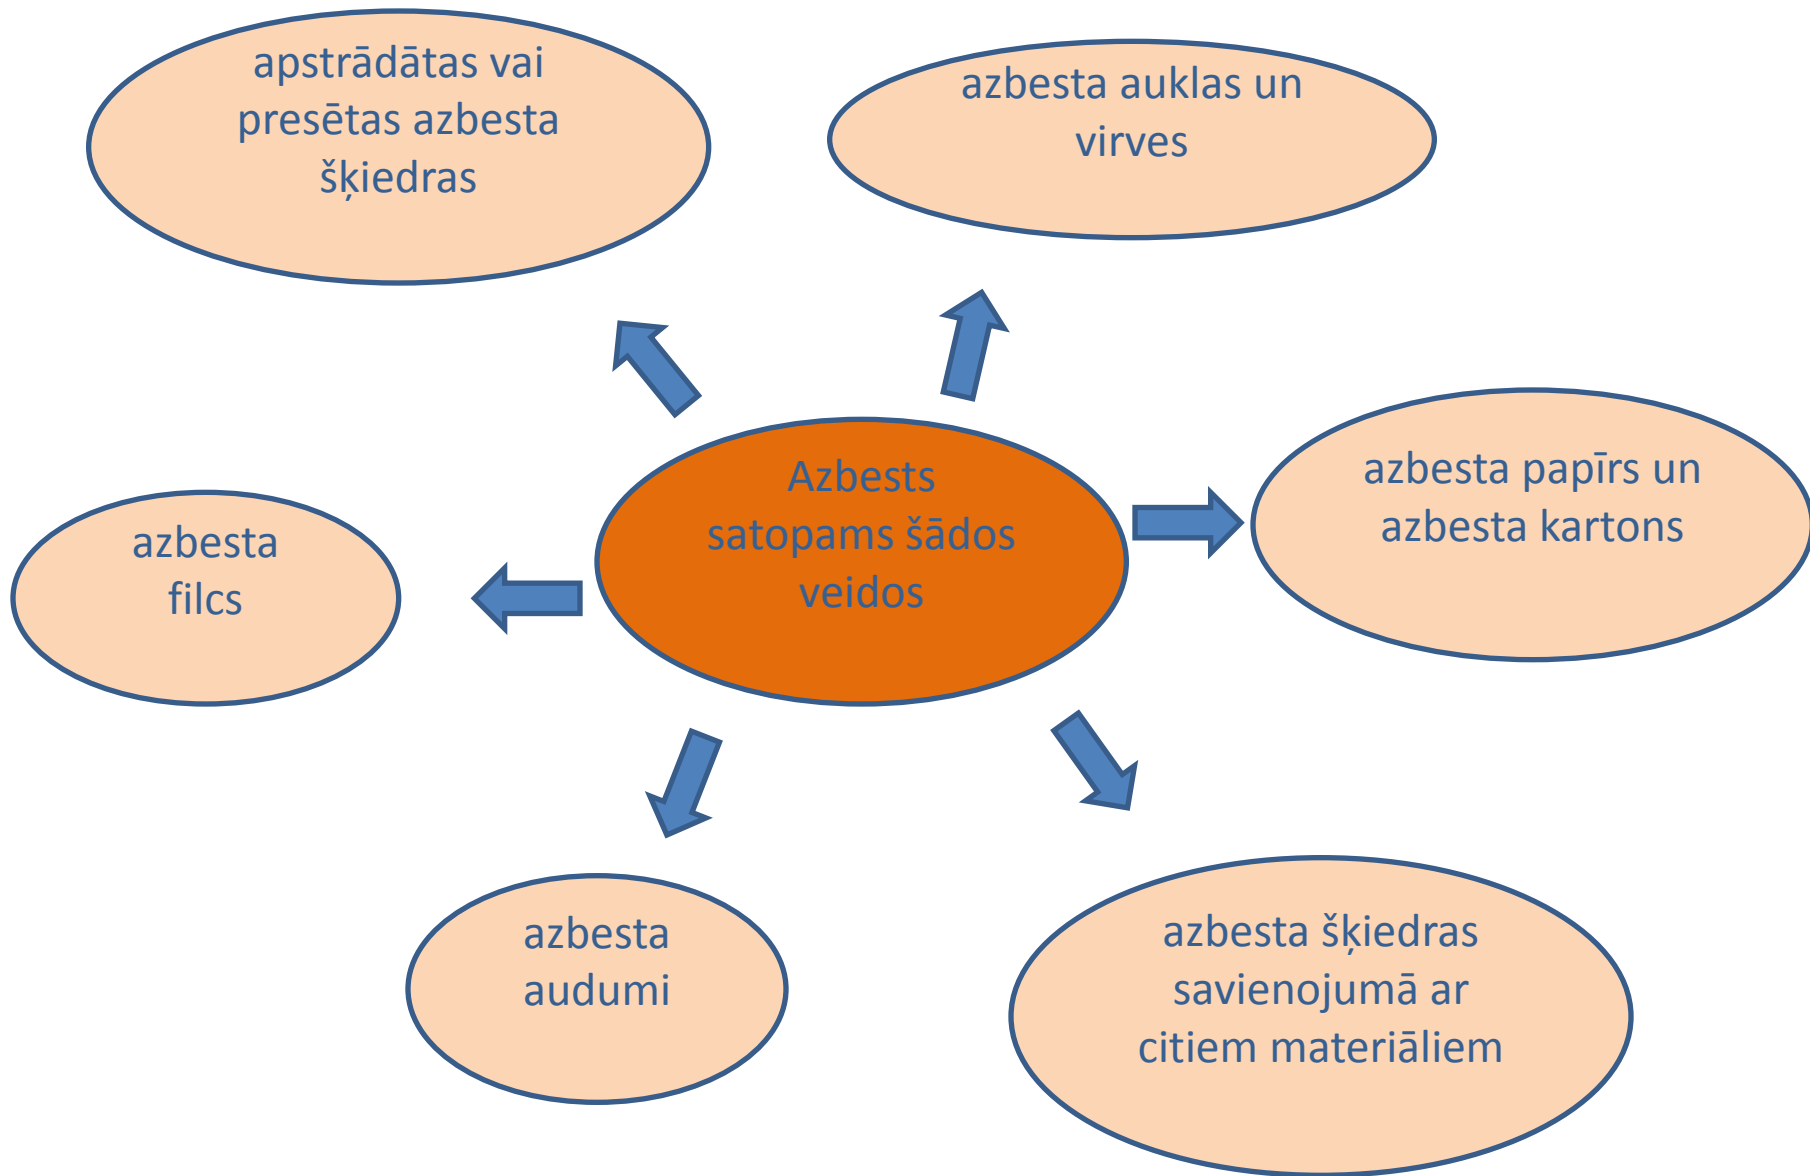 apstrādātas vai
presētas azbesta
šķiedras
azbesta auklas un
virves
Azbests
satopams šādos
veidos
azbesta papīrs un
azbesta kartons
azbesta
filcs
azbesta
audumi
azbesta šķiedras
savienojumā ar
citiem materiāliem